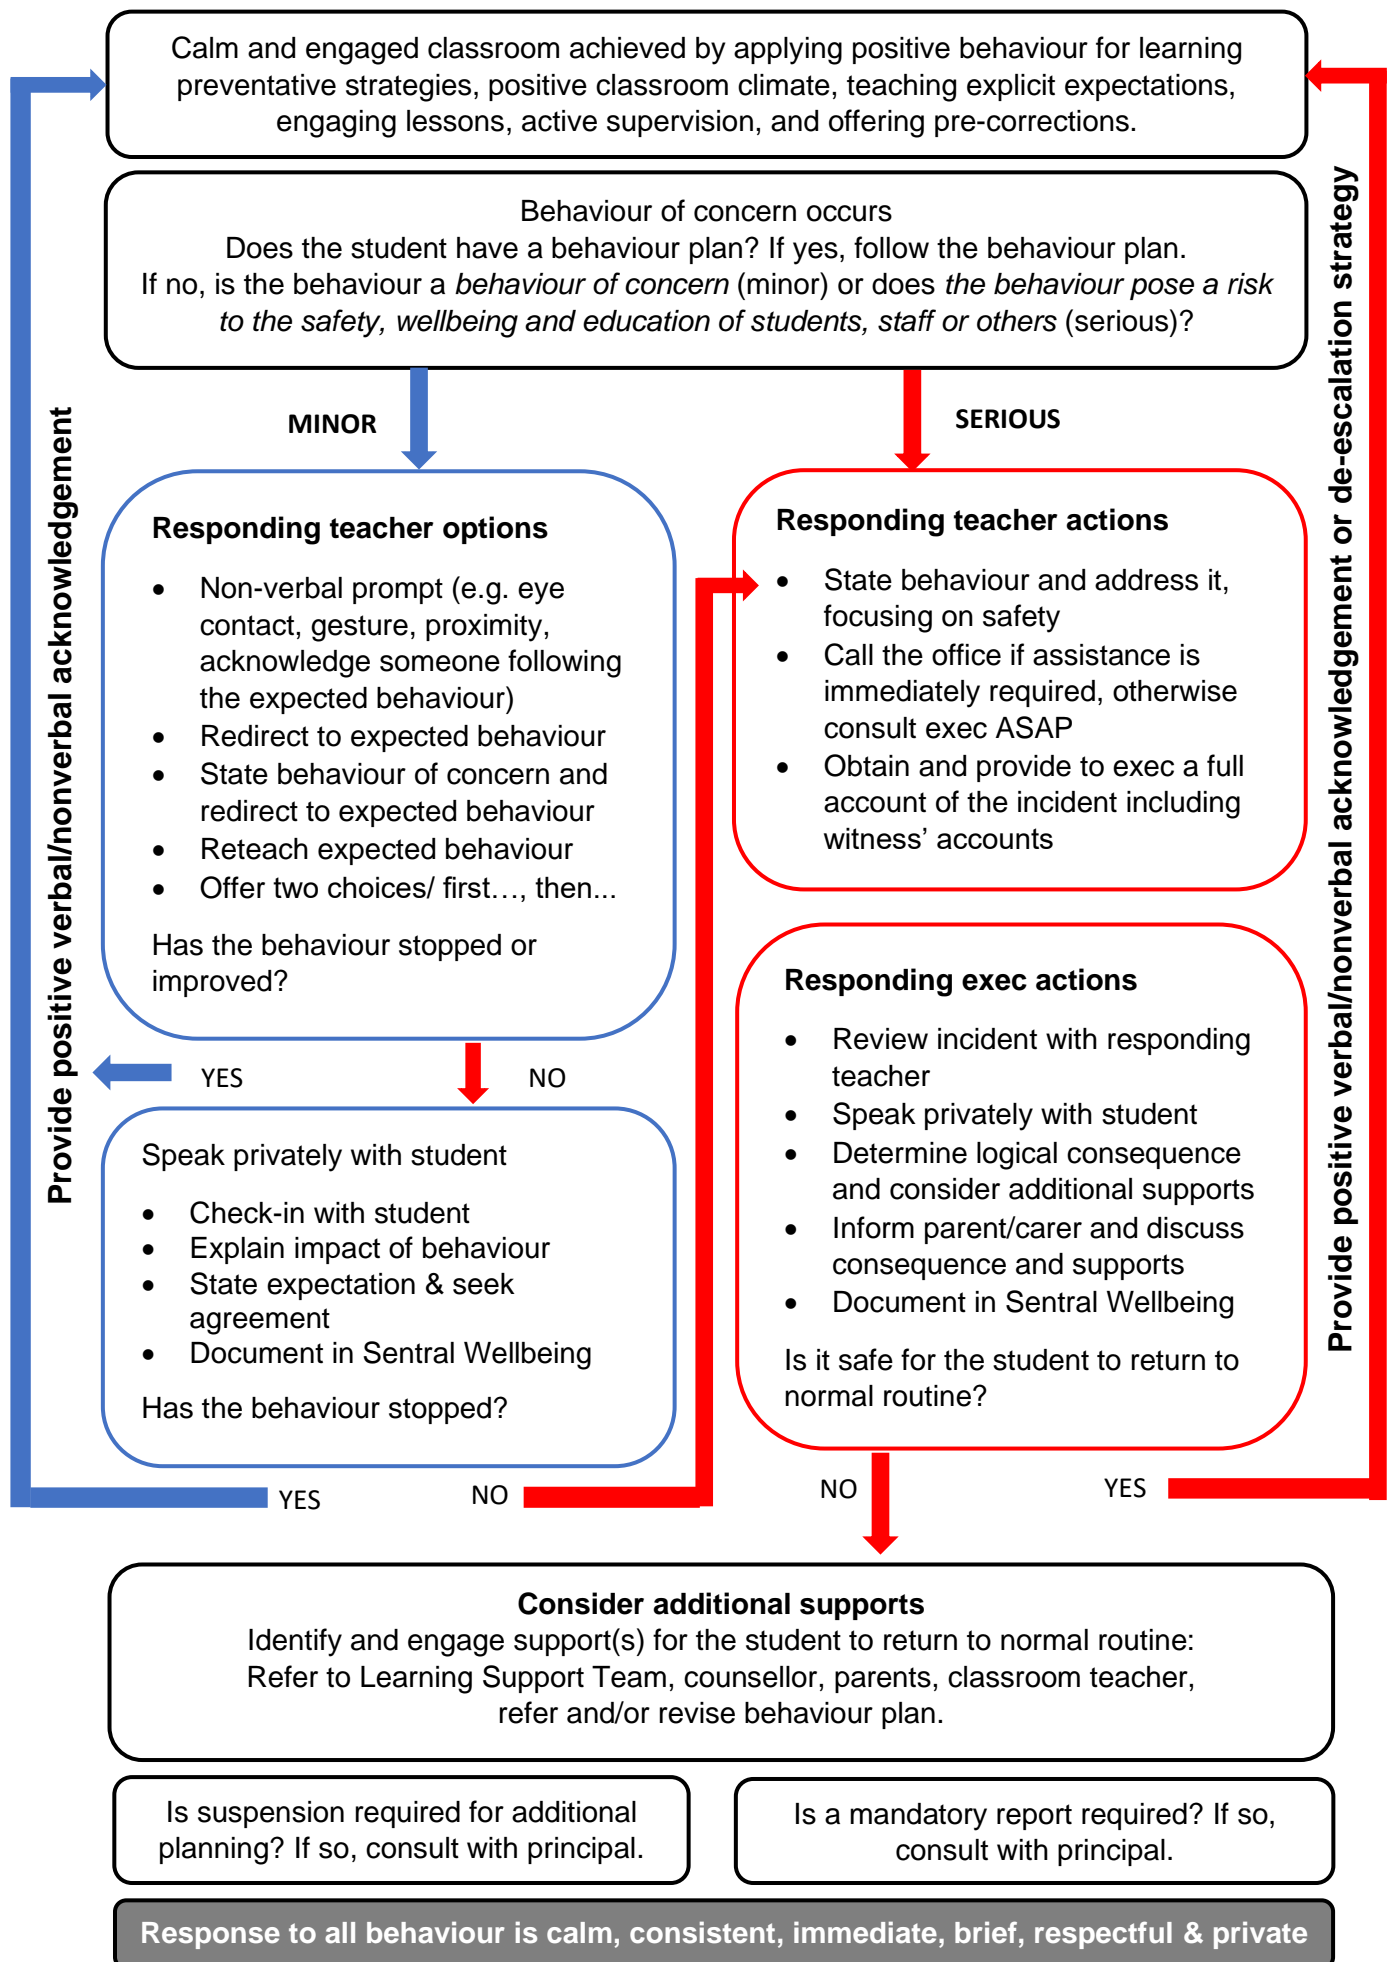 Calm and engaged classroom achieved by applying positive behaviour for learning
preventative strategies, positive classroom climate, teaching explicit expectations,
engaging lessons, active supervision, and offering pre-corrections.
Behaviour of concern occurs
Does the student have a behaviour plan? If yes, follow the behaviour plan.
If no, is the behaviour a behaviour of concern (minor) or does the behaviour pose a risk
to the safety, wellbeing and education of students, staff or others (serious)?
MINOR
SERIOUS
Provide positive verbal/nonverbal acknowledgement
Responding teacher options
• Non-verbal prompt (e.g. eye
contact, gesture, proximity,
acknowledge someone following
the expected behaviour)
• Redirect to expected behaviour
• State behaviour of concern and
redirect to expected behaviour
• Reteach expected behaviour
• Offer two choices/ first…, then...
Has the behaviour stopped or
improved?
YES
NO
Speak privately with student
• Check-in with student
• Explain impact of behaviour
• State expectation & seek
agreement
• Document in Sentral Wellbeing
Has the behaviour stopped?
YES
NO
Responding teacher actions
• State behaviour and address it,
focusing on safety
• Call the office if assistance is
immediately required, otherwise
consult exec ASAP
• Obtain and provide to exec a full
account of the incident including
witness’ accounts
Responding exec actions
• Review incident with responding
teacher
• Speak privately with student
• Determine logical consequence
and consider additional supports
• Inform parent/carer and discuss
consequence and supports
• Document in Sentral Wellbeing
Is it safe for the student to return to
normal routine?
NO
YES
Provide positive verbal/nonverbal acknowledgement or de-escalation strategy
Consider additional supports
Identify and engage support(s) for the student to return to normal routine:
Refer to Learning Support Team, counsellor, parents, classroom teacher,
refer and/or revise behaviour plan.
Is suspension required for additional
planning? If so, consult with principal.
Is a mandatory report required? If so,
consult with principal.
Response to all behaviour is calm, consistent, immediate, brief, respectful & private